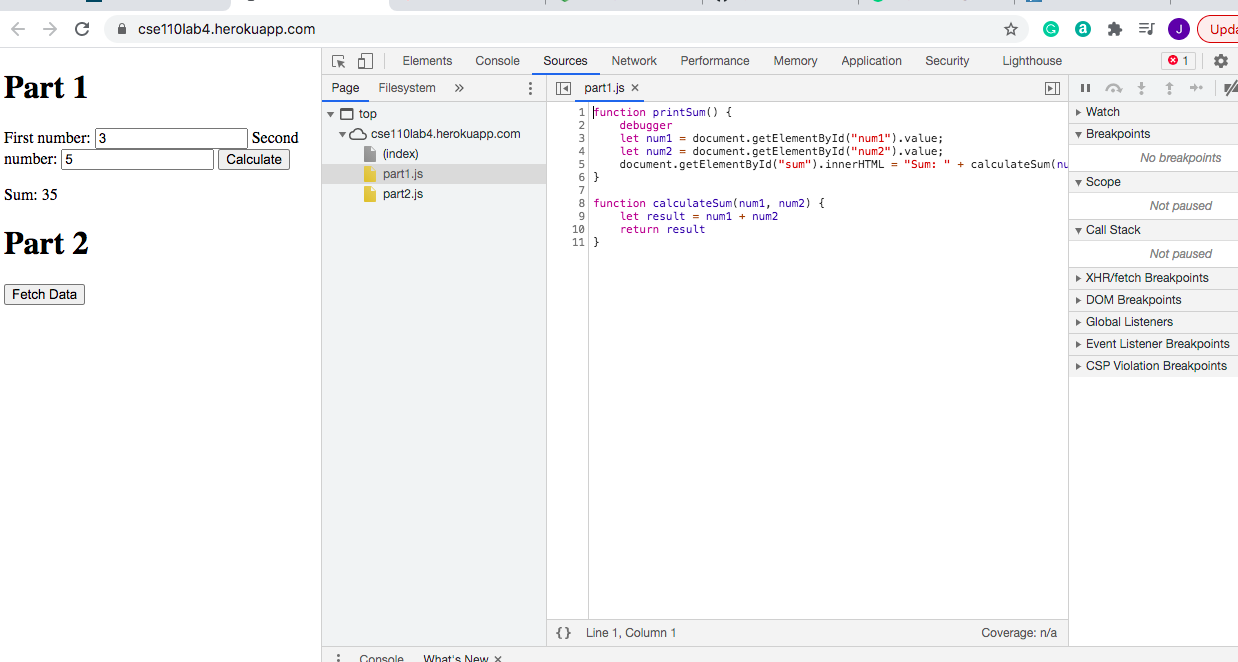 cse110lab4.herokuapp.com
J
Elements Console Sources Network Performance Memory Application Security Lighthouse 1
Page Filesystem »
top
cse110lab4.herokuapp.com
(index)
part1.js
part2.js
part1.js ×
1 function printSum() {
2 debugger
3 let num1 = document.getElementById("num1").value;
4 let num2 = document.getElementById("num2").value;
5 document.getElementById("sum").innerHTML = "Sum: " + calculateSum(nu
6 }
7
8 function calculateSum(num1, num2) {
9 let result = num1 + num2
10 return result
11 }
{} Line 1, Column 1 Coverage: n/a
Watch
Breakpoints
No breakpoints
Scope
Not paused
Call Stack
Not paused
XHR/fetch Breakpoints
DOM Breakpoints
Global Listeners
Event Listener Breakpoints
CSP Violation Breakpoints
Console What's New ×
Part 1
First number: 3 Second
number: 5 Calculate
Sum: 35
Part 2
Fetch Data